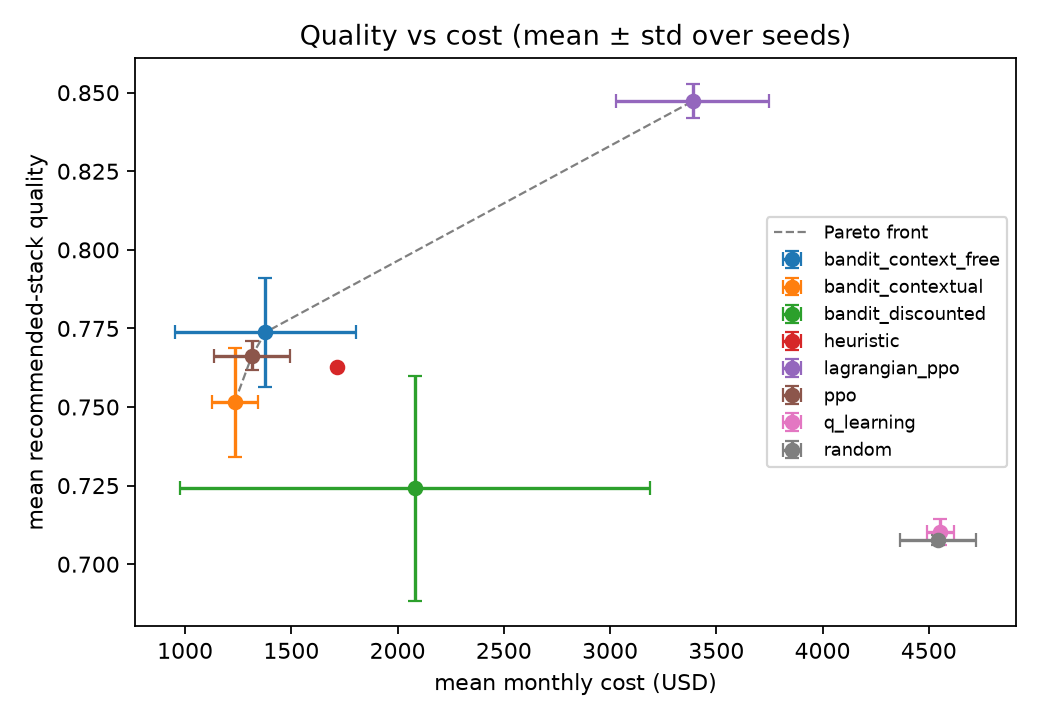 Quality vs cost (mean ± std over seeds)
mean recommended-stack quality
0.850
0.825
0.800
0.775
0.750
0.725
0.700
Pareto front
bandit_context_free
bandit_contextual
bandit_discounted
heuristic
lagrangian_ppo
ppo
q_learning
random
1000 1500 2000 2500 3000 3500 4000 4500
mean monthly cost (USD)